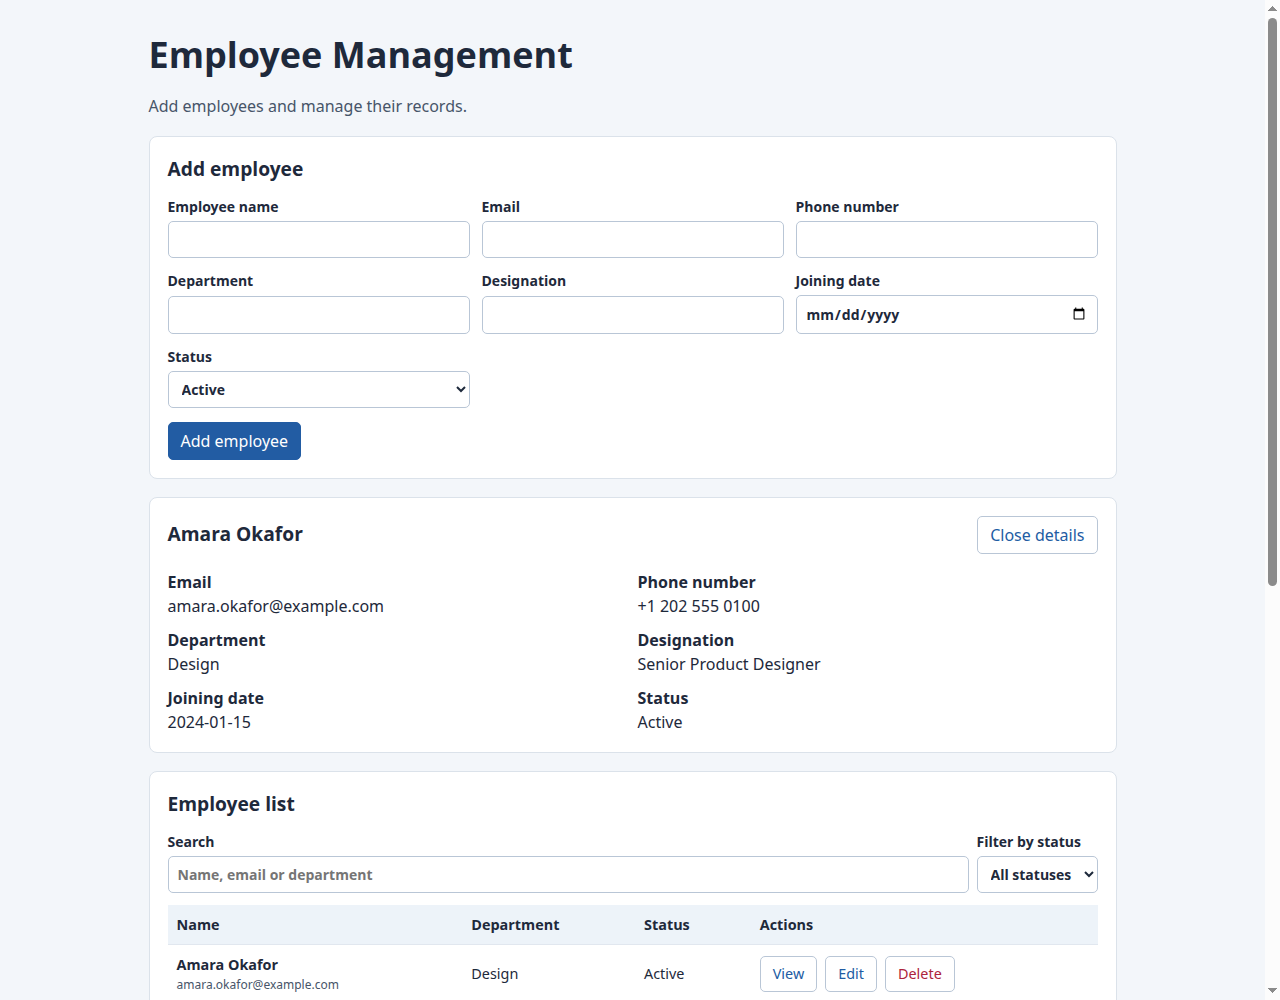 Employee Management
Add employees and manage their records.
Add employee
Employee name
Email
Phone number
Department
Designation
Joining date
mm/dd/yyyy
Status
Active
Add employee
Amara Okafor
Close details
Email
amara.okafor@example.com
Phone number
+1 202 555 0100
Department
Design
Designation
Senior Product Designer
Joining date
2024-01-15
Status
Active
Employee list
Search
Filter by status
Name, email or department
All statuses
Name Department Status Actions
Amara Okafor
amara.okafor@example.com
Design Active View Edit Delete